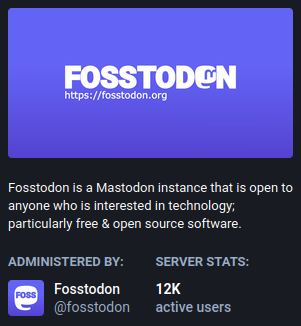 FOSSTODON
https://fosstodon.org
Fosstodon is a Mastodon instance that is open to
anyone who is interested in technology;
particularly free & open source software.
ADMINISTERED BY:
FOSS
Fosstodon
@fosstodon
SERVER STATS:
12K
active users